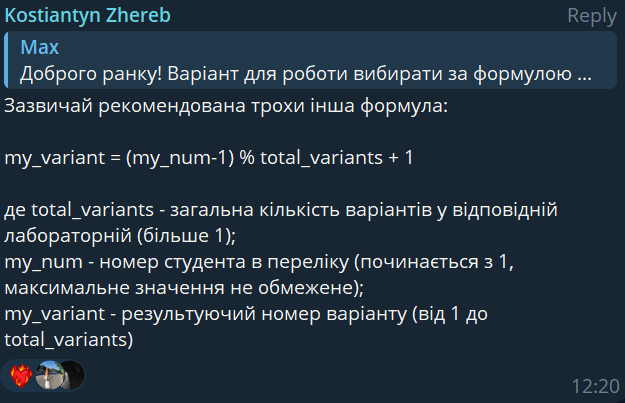 Kostiantyn Zhereb Reply
Max
Доброго ранку! Варіант для роботи вибирати за формулою ...
Зазвичай рекомендована трохи інша формула:
my_variant = (my_num-1) % total_variants + 1
де total_variants - загальна кількість варіантів у відповідній
лабораторній (більше 1);
my_num - номер студента в переліку (починається з 1,
максимальне значення не обмежене);
my_variant - результуючий номер варіанту (від 1 до
total_variants)
12:20